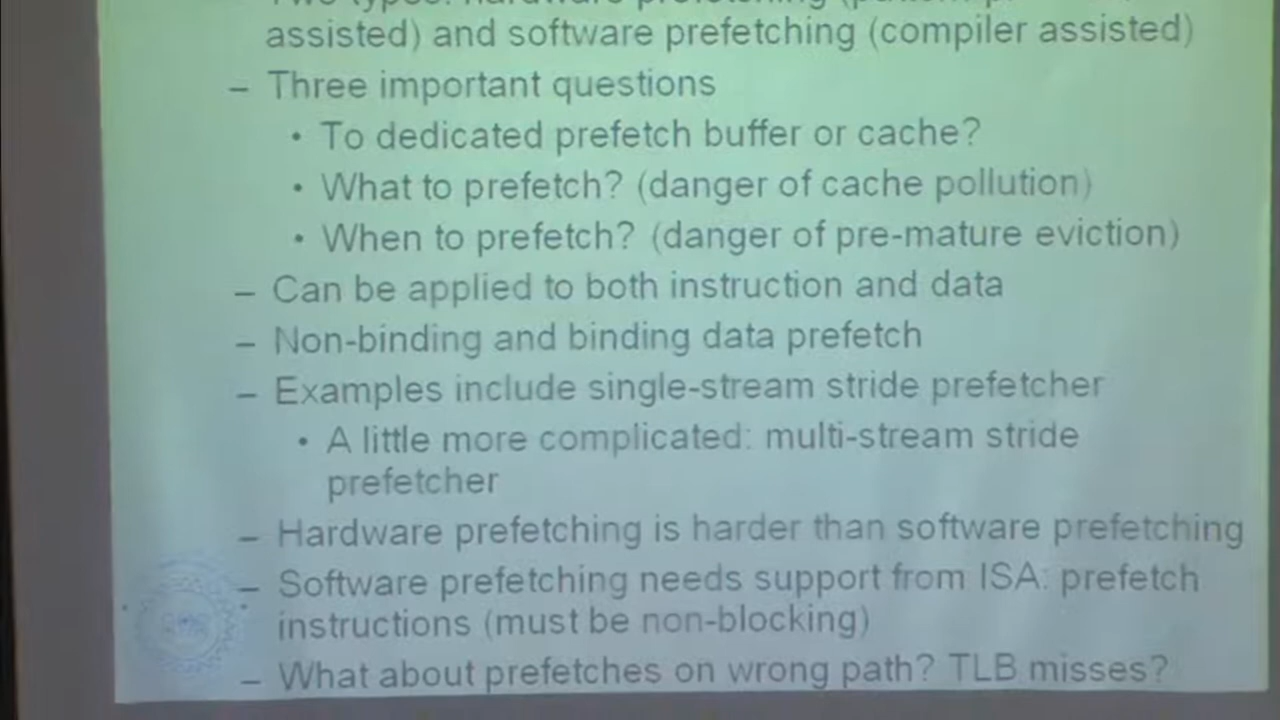 Two types: hardware prefetching
assisted) and software prefetching (compiler assisted)
– Three important questions
• To dedicated prefetch buffer or cache?
• What to prefetch? (danger of cache pollution)
• When to prefetch? (danger of pre-mature eviction)
– Can be applied to both instruction and data
– Non-binding and binding data prefetch
– Examples include single-stream stride prefetcher
• A little more complicated: multi-stream stride
prefetcher
– Hardware prefetching is harder than software prefetching
– Software prefetching needs support from ISA: prefetch
instructions (must be non-blocking)
– What about prefetches on wrong path? TLB misses?